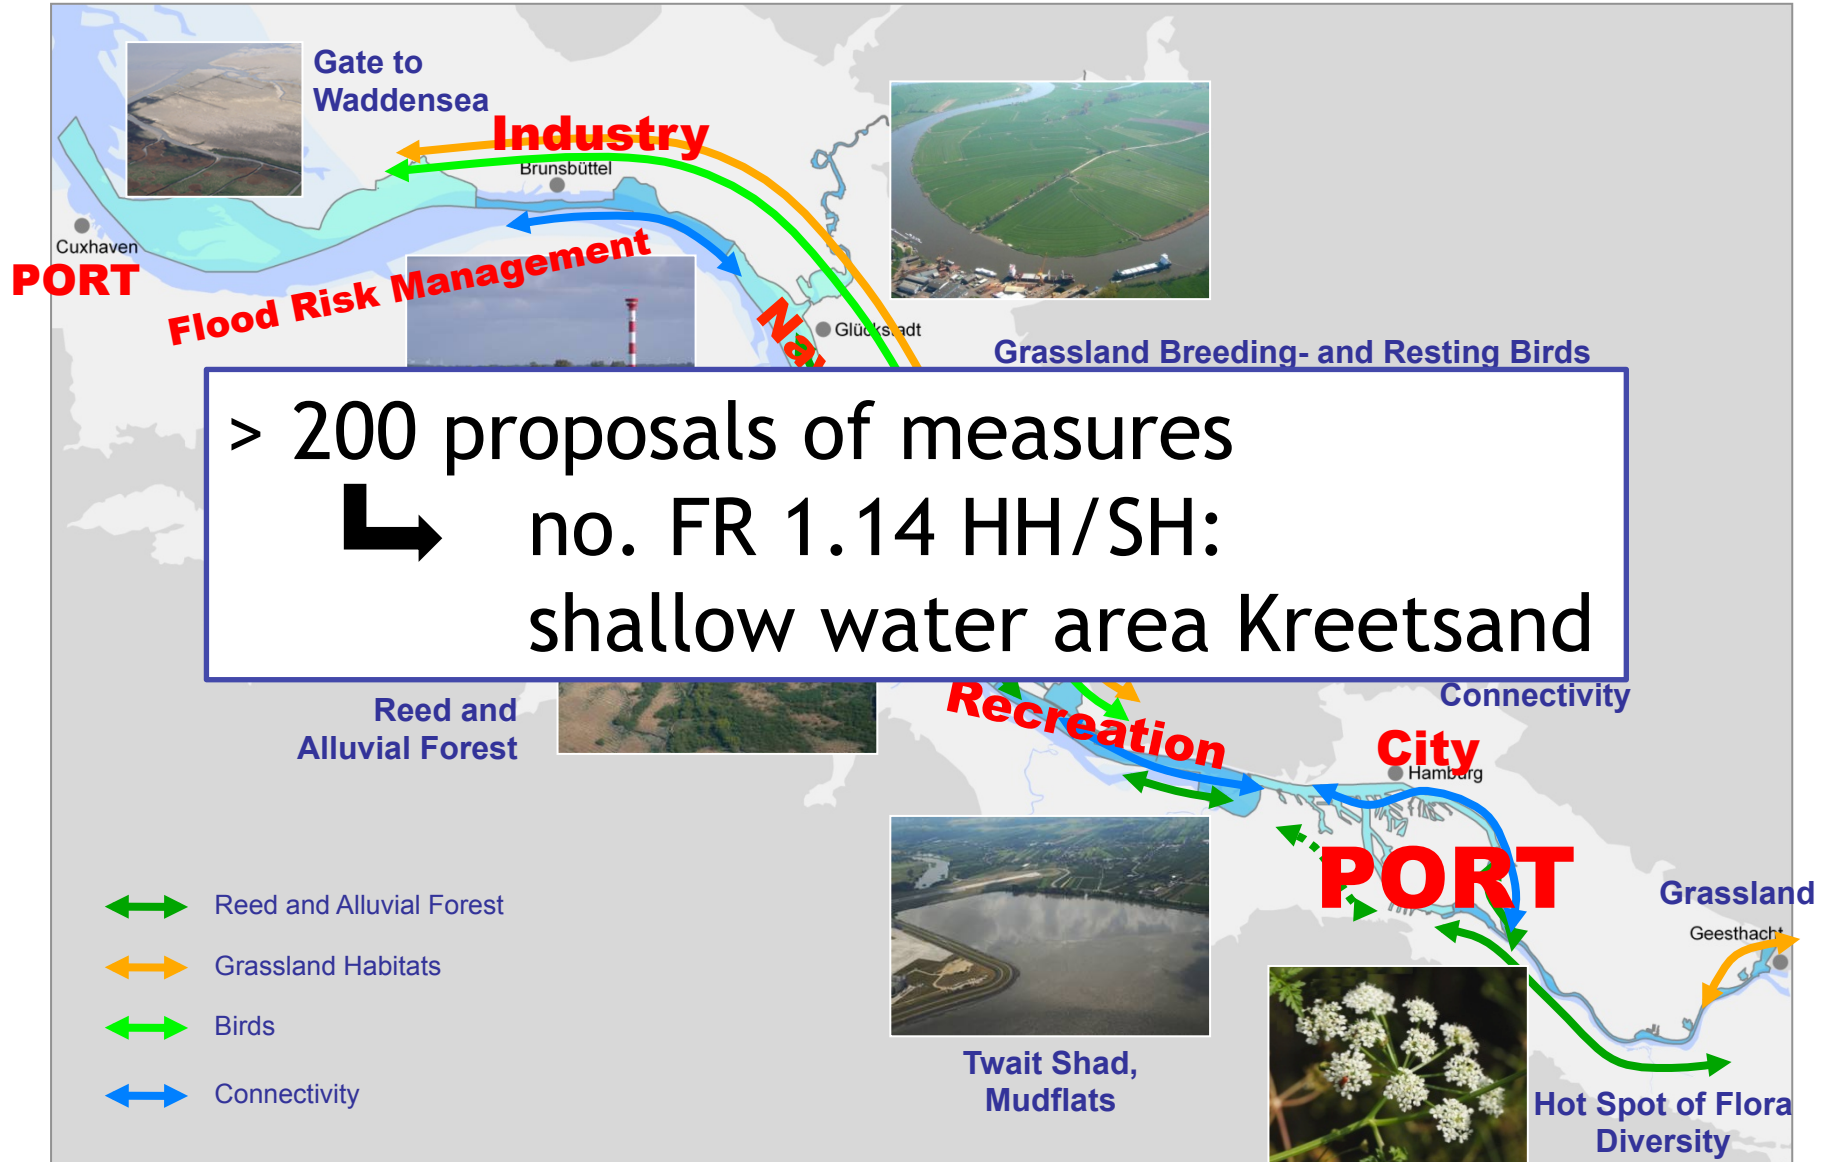 Gate to
Waddensea
Industry
Brunsbüttel
Cuxhaven
PORT
Flood Risk Management
Glückstadt
Grassland Breeding- and Resting Birds
> 200 proposals of measures
no. FR 1.14 HH/SH:
shallow water area Kreetsand
Reed and
Alluvial Forest
Connectivity
Recreation
City
Hamburg
PORT
Grassland
Geesthacht
Reed and Alluvial Forest
Grassland Habitats
Birds
Connectivity
Twait Shad,
Mudflats
Hot Spot of Flora
Diversity